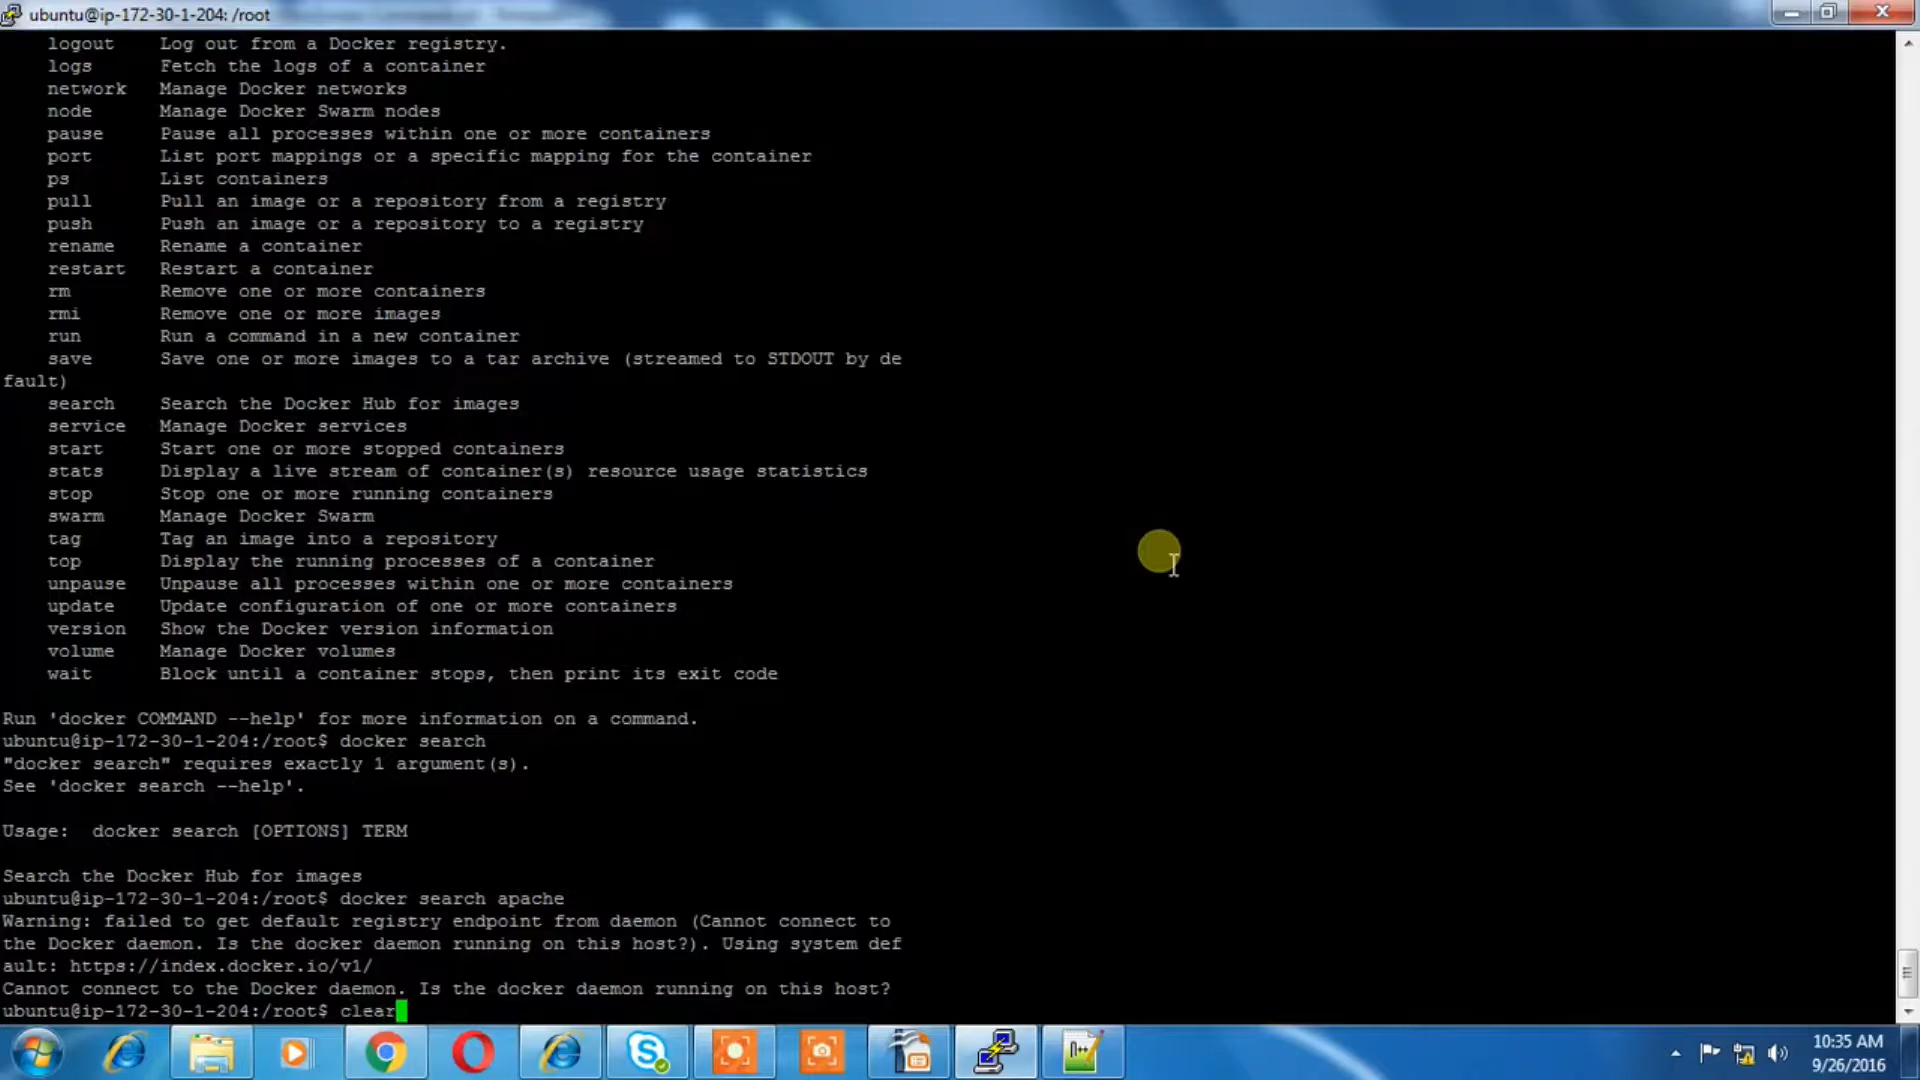 ubuntu@ip-172-30-1-204: /root
logout Log out from a Docker registry.
logs Fetch the logs of a container
network Manage Docker networks
node Manage Docker Swarm nodes
pause Pause all processes within one or more containers
port List port mappings or a specific mapping for the container
ps List containers
pull Pull an image or a repository from a registry
push Push an image or a repository to a registry
rename Rename a container
restart Restart a container
rm Remove one or more containers
rmi Remove one or more images
run Run a command in a new container
save Save one or more images to a tar archive (streamed to STDOUT by de
fault)
search Search the Docker Hub for images
service Manage Docker services
start Start one or more stopped containers
stats Display a live stream of container(s) resource usage statistics
stop Stop one or more running containers
swarm Manage Docker Swarm
tag Tag an image into a repository
top Display the running processes of a container
unpause Unpause all processes within one or more containers
update Update configuration of one or more containers
version Show the Docker version information
volume Manage Docker volumes
wait Block until a container stops, then print its exit code
Run 'docker COMMAND --help' for more information on a command.
ubuntu@ip-172-30-1-204:/root$ docker search
"docker search" requires exactly 1 argument(s).
See 'docker search --help'.
Usage: docker search [OPTIONS] TERM
Search the Docker Hub for images
ubuntu@ip-172-30-1-204:/root$ docker search apache
Warning: failed to get default registry endpoint from daemon (Cannot connect to
the Docker daemon. Is the docker daemon running on this host?). Using system def
ault: https://index.docker.io/v1/
Cannot connect to the Docker daemon. Is the docker daemon running on this host?
ubuntu@ip-172-30-1-204:/root$ clear
10:35 AM
9/26/2016